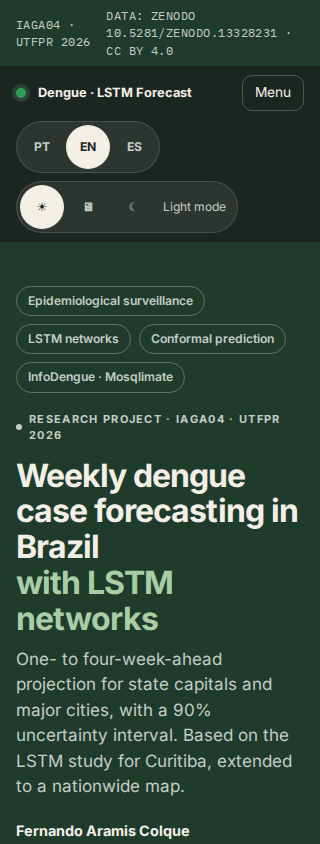 IAGA04 ·
UTFPR 2026
DATA: ZENODO
10.5281/ZENODO.13328231 ·
CC BY 4.0
Dengue · LSTM Forecast
Menu
PT EN ES
Light mode
Epidemiological surveillance
LSTM networks Conformal prediction
InfoDengue · Mosqlimate
RESEARCH PROJECT · IAGA04 · UTFPR
2026
Weekly dengue
case forecasting in
Brazil
with LSTM
networks
One- to four-week-ahead
projection for state capitals and
major cities, with a 90%
uncertainty interval. Based on the
LSTM study for Curitiba, extended
to a nationwide map.
Fernando Aramis Colque